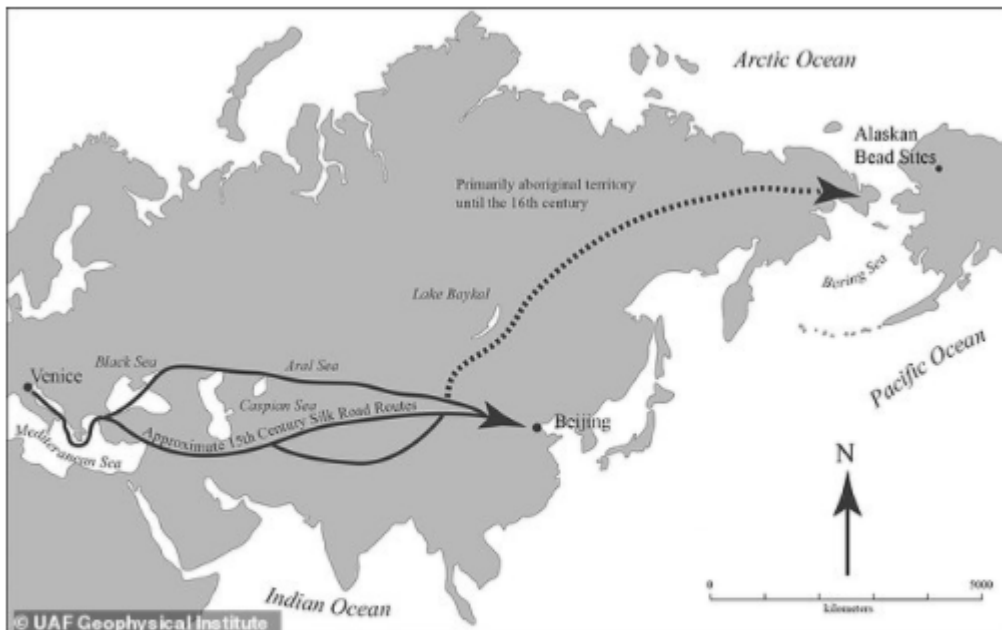 Arctic Ocean
Alaskan
Bead Sites
Primarily aboriginal territory
until the 16th century
Bering Sea
Lake Baykal
Pacific Ocean
Black Sea
Aral Sea
Venice
Caspian Sea
Approximate 15th Century Silk Road Routes
Beijing
Mediterranean Sea
N
Indian Ocean
0 5000
kilometers
© UAF Geophysical Institute